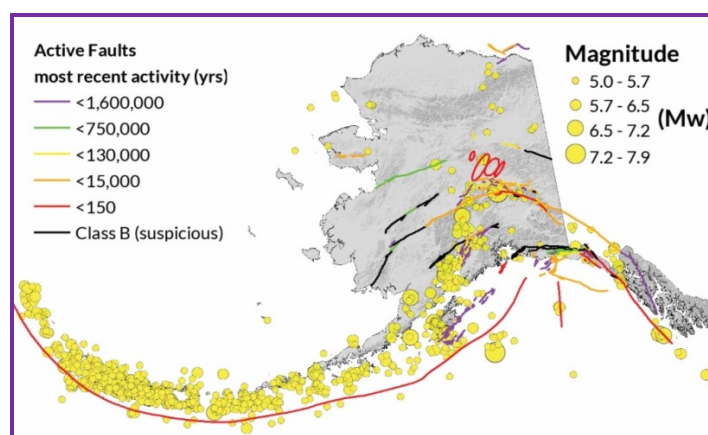 Active Faults
most recent activity (yrs)
<1,600,000
<750,000
<130,000
<15,000
<150
Class B (suspicious)
Magnitude
5.0 - 5.7
5.7 - 6.5
6.5 - 7.2
7.2 - 7.9
(Mw)